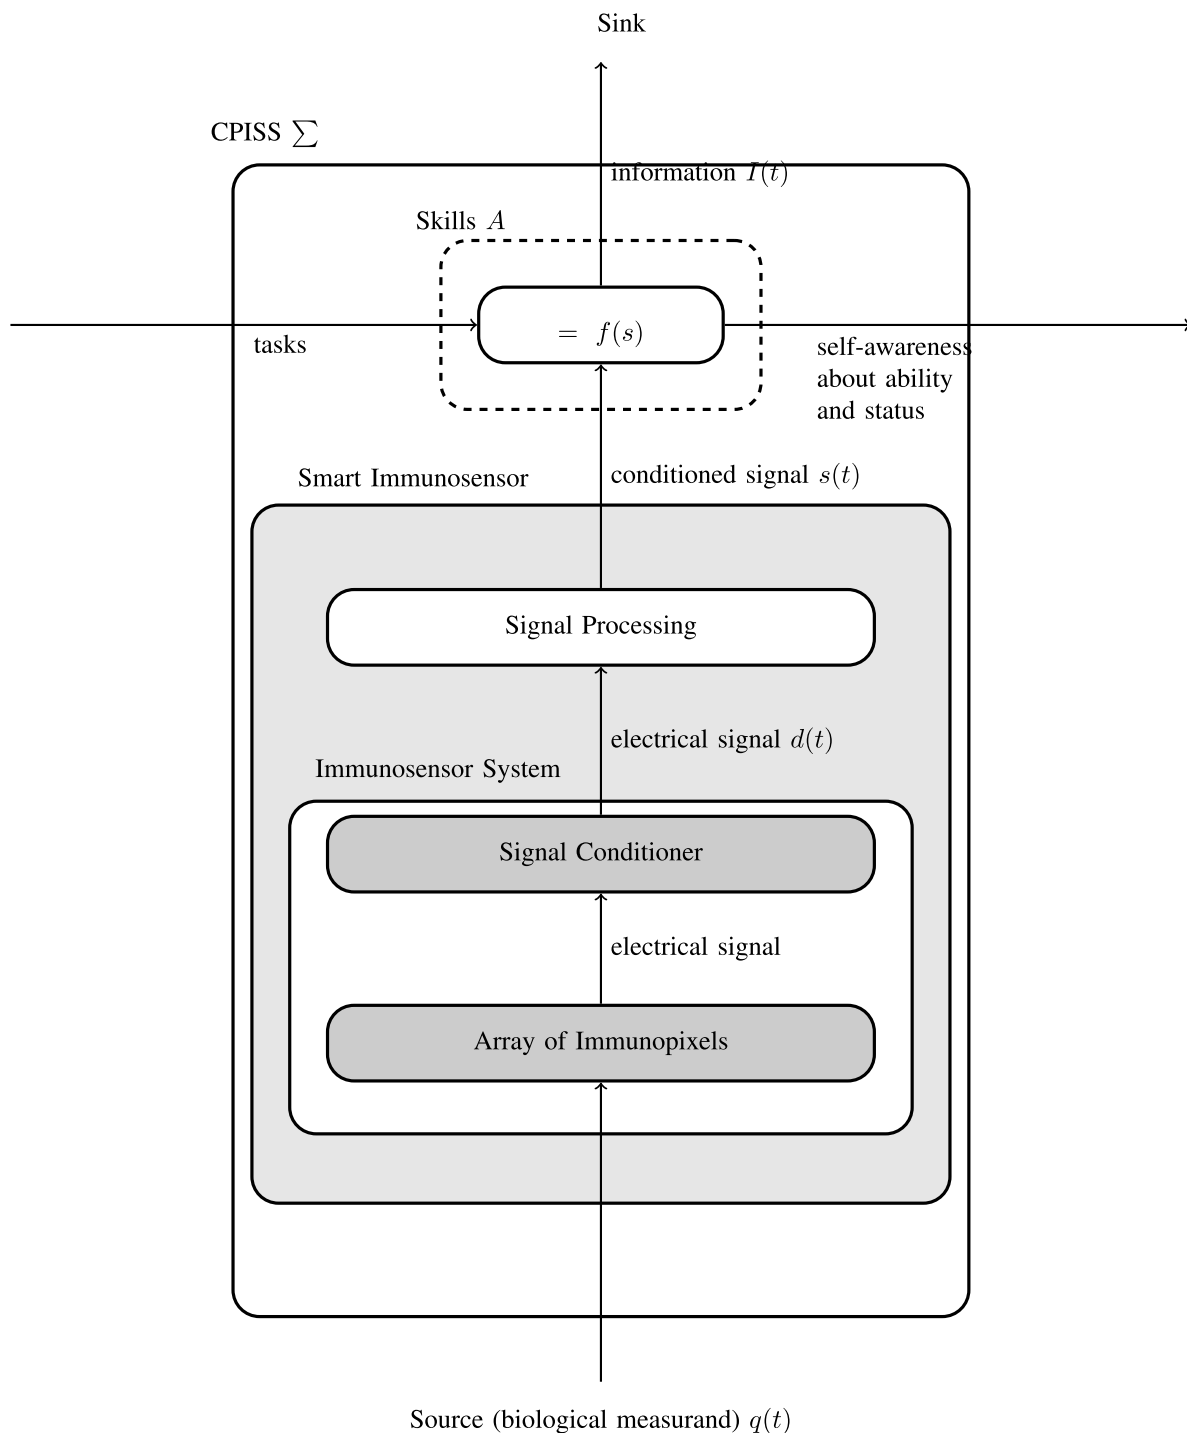 Sink
CPISS ∑
information I(t)
Skills A
= f(s)
tasks
self-awareness
about ability
and status
Smart Immunosensor
conditioned signal s(t)
Signal Processing
electrical signal d(t)
Immunosensor System
Signal Conditioner
electrical signal
Array of Immunopixels
Source (biological measurand) q(t)